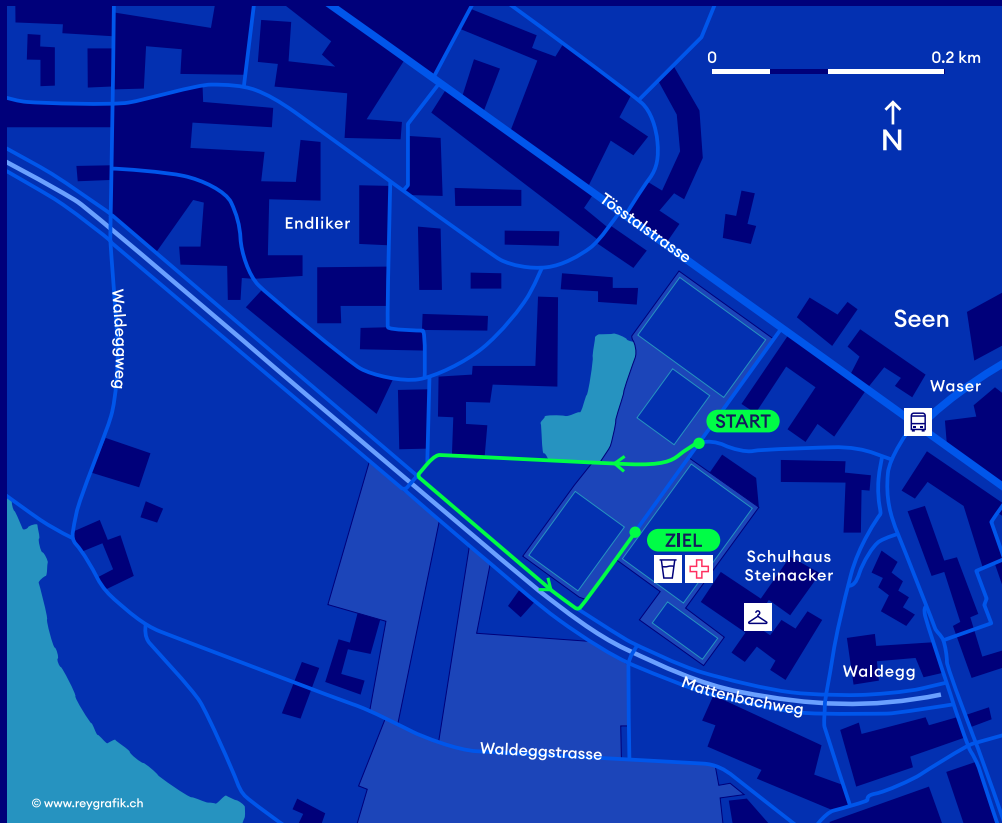 0 0.2 km
N
Tösstalstrasse
Endliker
Waldeggweg
Seen
Waser
START
ZIEL
Schulhaus
Steinacker
Waldegg
Mattenbachweg
Waldeggstrasse
© www.reygrafik.ch